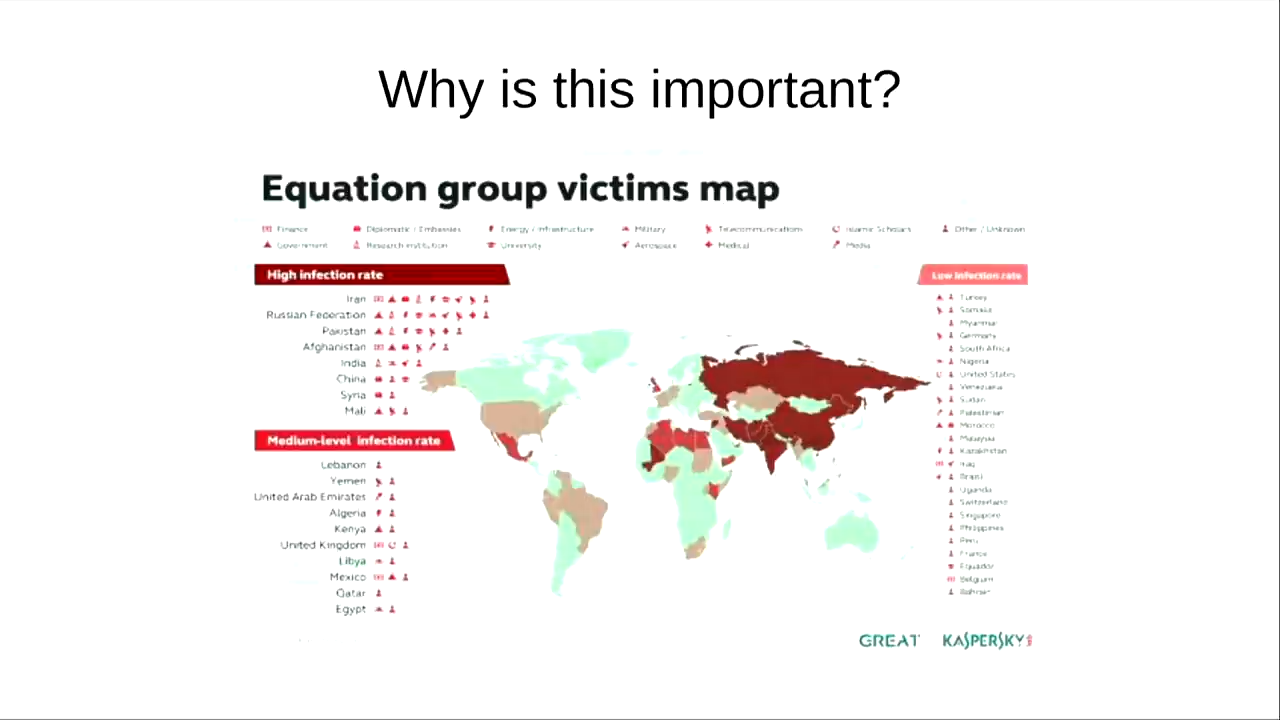 Why is this important?
Equation group victims map
Finance
Diplomatic / Embassies
Energy / Infrastructure
Military
Telecommunications
Islamic Scholars
Other / Unknown
Government
Research institution
University
Aerospace
Medical
Media
High infection rate
Iran
Russian Federation
Pakistan
Afghanistan
India
China
Syria
Mali
Medium-level infection rate
Lebanon
Yemen
United Arab Emirates
Algeria
Kenya
United Kingdom
Libya
Mexico
Qatar
Egypt
Low infection rate
Turkey
Somalia
Myanmar
Germany
South Africa
Nigeria
United States
Venezuela
Sudan
Palestinian
Morocco
Malaysia
Kazakhstan
Iraq
Brazil
Uganda
Switzerland
Singapore
Philippines
Peru
France
Equador
Belgium
Bahrain
GREAT
KASPERSKY